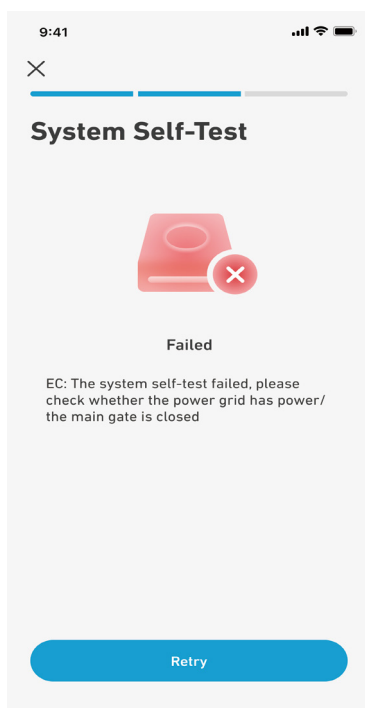 9:41
System Self-Test
Failed
EC: The system self-test failed, please
check whether the power grid has power/
the main gate is closed
Retry